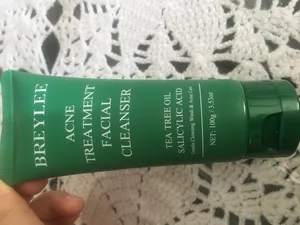 BREYLEE
ACNE
TREATMENT
FACIAL
CLEANSER
TEA TREE OIL
SALICYLIC ACID
NET: 100g / 3.53oz